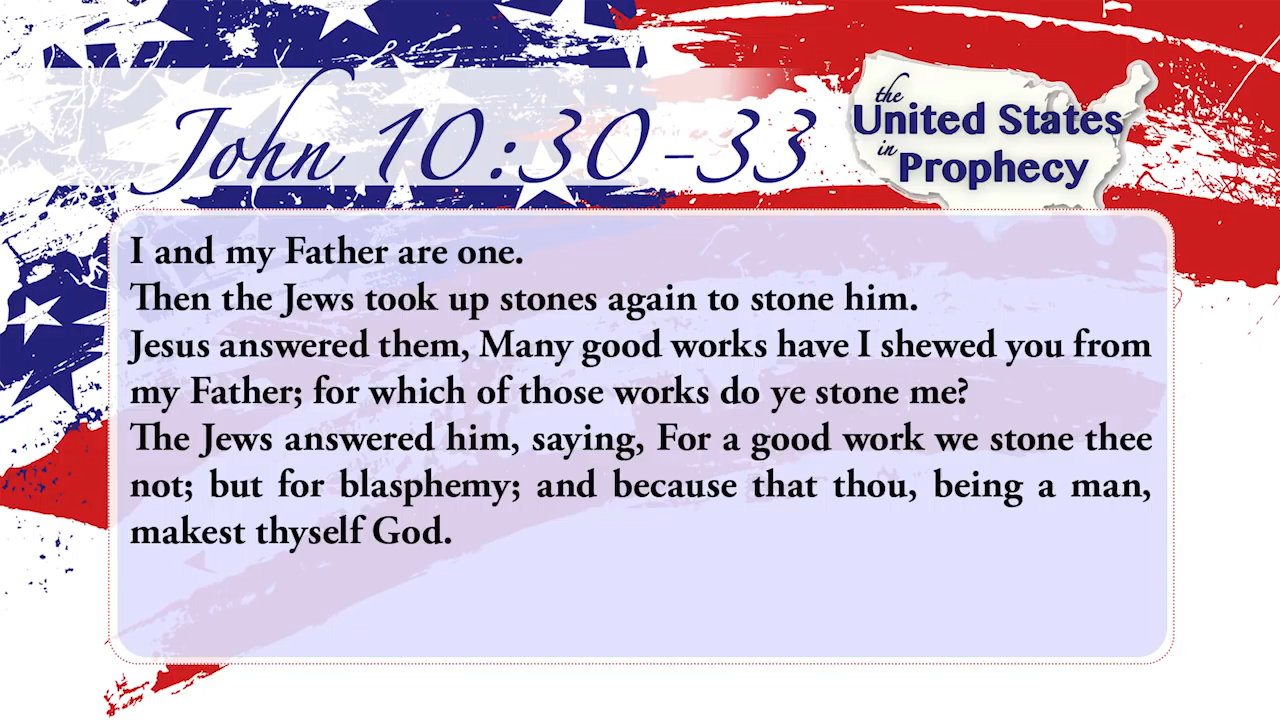 John 10:30-33
the
United States
in
Prophecy
I and my Father are one.
Then the Jews took up stones again to stone him.
Jesus answered them, Many good works have I shewed you from
my Father; for which of those works do ye stone me?
The Jews answered him, saying, For a good work we stone thee
not; but for blasphemy; and because that thou, being a man,
makest thyself God.